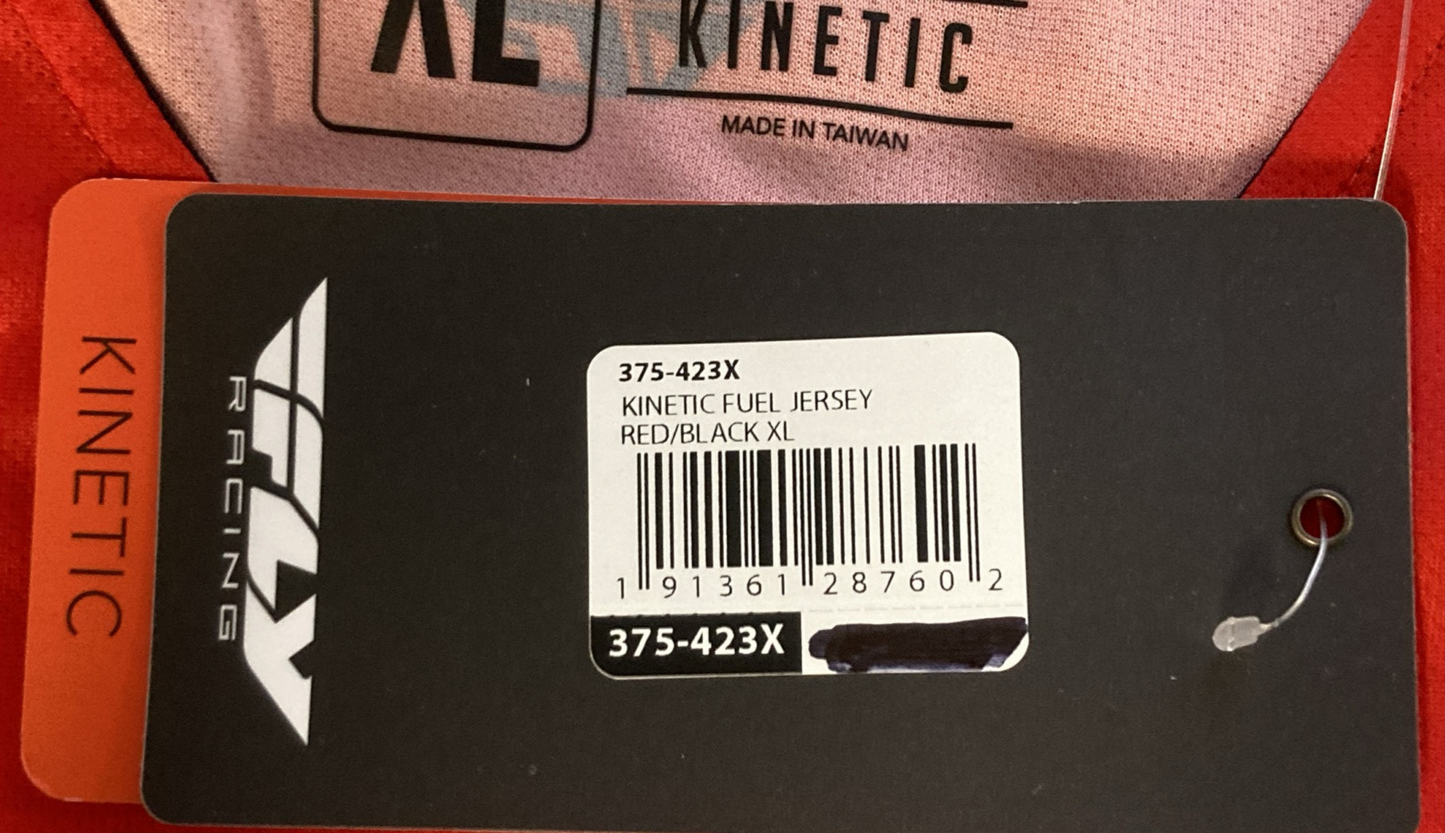 XL
KINETIC
MADE IN TAIWAN
KINETIC
FLY
RACING
375-423X
KINETIC FUEL JERSEY
RED/BLACK XL
1 91361 28760 2
375-423X